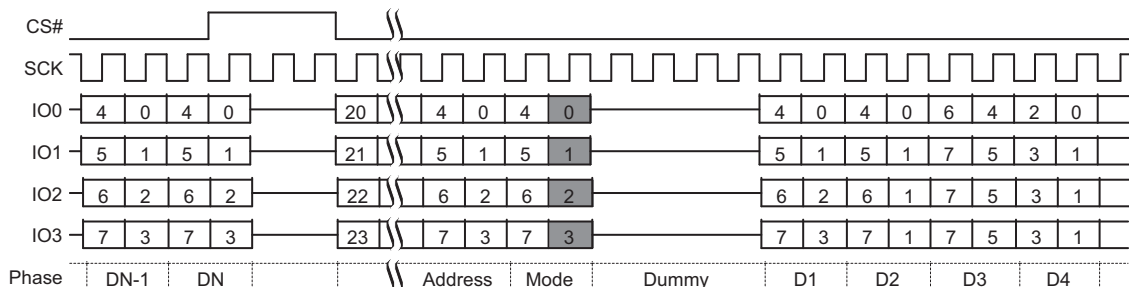 CS#
SCK
IO0 4 0 4 0 20 4 0 4 0 4 0 4 0 6 4 2 0
IO1 5 1 5 1 21 5 1 5 1 5 1 5 1 7 5 3 1
IO2 6 2 6 2 22 6 2 6 2 6 2 6 1 7 5 3 1
IO3 7 3 7 3 23 7 3 7 3 7 3 7 1 7 5 3 1
Phase DN-1 DN Address Mode Dummy D1 D2 D3 D4